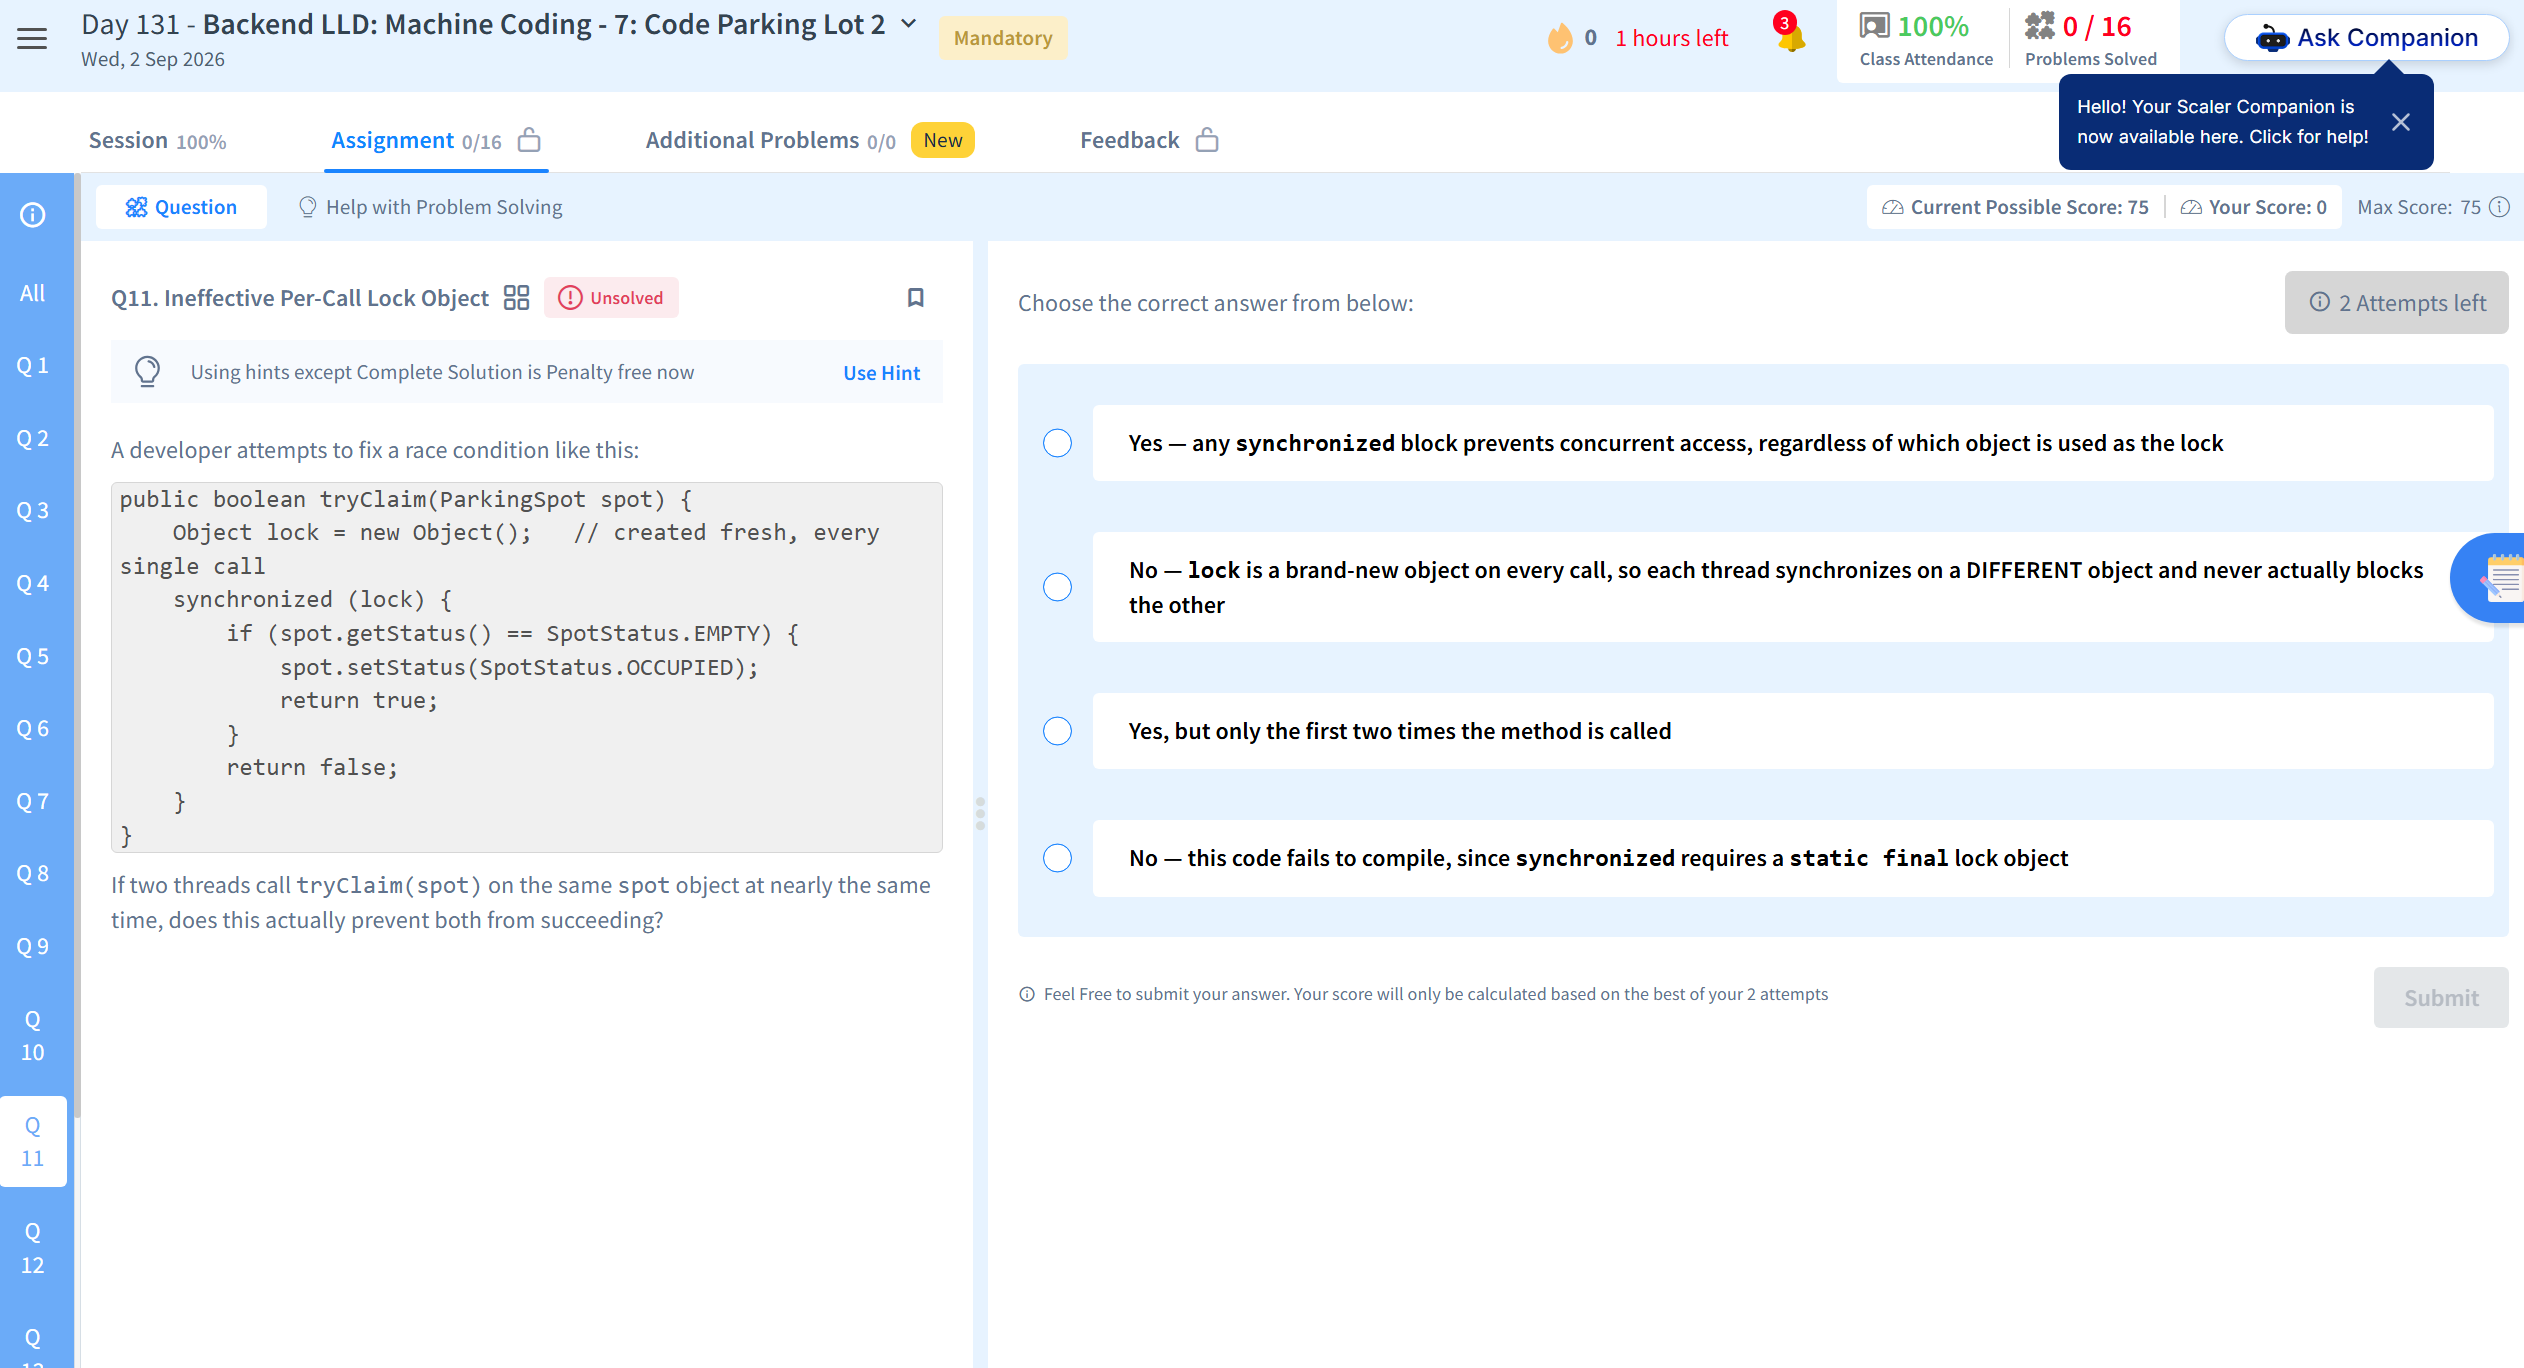 Day 131 - Backend LLD: Machine Coding - 7: Code Parking Lot 2
Wed, 2 Sep 2026
Mandatory
0
1 hours left
3
100%
Class Attendance
0 / 16
Problems Solved
Ask Companion
Hello! Your Scaler Companion is
now available here. Click for help!
Session 100%
Assignment 0/16
Additional Problems 0/0
New
Feedback
Question
Help with Problem Solving
Current Possible Score: 75
Your Score: 0
Max Score: 75
All
Q 1
Q 2
Q 3
Q 4
Q 5
Q 6
Q 7
Q 8
Q 9
Q
10
Q
11
Q
12
Q
Q11. Ineffective Per-Call Lock Object
Unsolved
Using hints except Complete Solution is Penalty free now
Use Hint
A developer attempts to fix a race condition like this:
public boolean tryClaim(ParkingSpot spot) {
    Object lock = new Object();   // created fresh, every
single call
    synchronized (lock) {
        if (spot.getStatus() == SpotStatus.EMPTY) {
            spot.setStatus(SpotStatus.OCCUPIED);
            return true;
        }
        return false;
    }
}
If two threads call tryClaim(spot) on the same spot object at nearly the same
time, does this actually prevent both from succeeding?
Choose the correct answer from below:
2 Attempts left
Yes — any synchronized block prevents concurrent access, regardless of which object is used as the lock
No — lock is a brand-new object on every call, so each thread synchronizes on a DIFFERENT object and never actually blocks
the other
Yes, but only the first two times the method is called
No — this code fails to compile, since synchronized requires a static final lock object
Feel Free to submit your answer. Your score will only be calculated based on the best of your 2 attempts
Submit